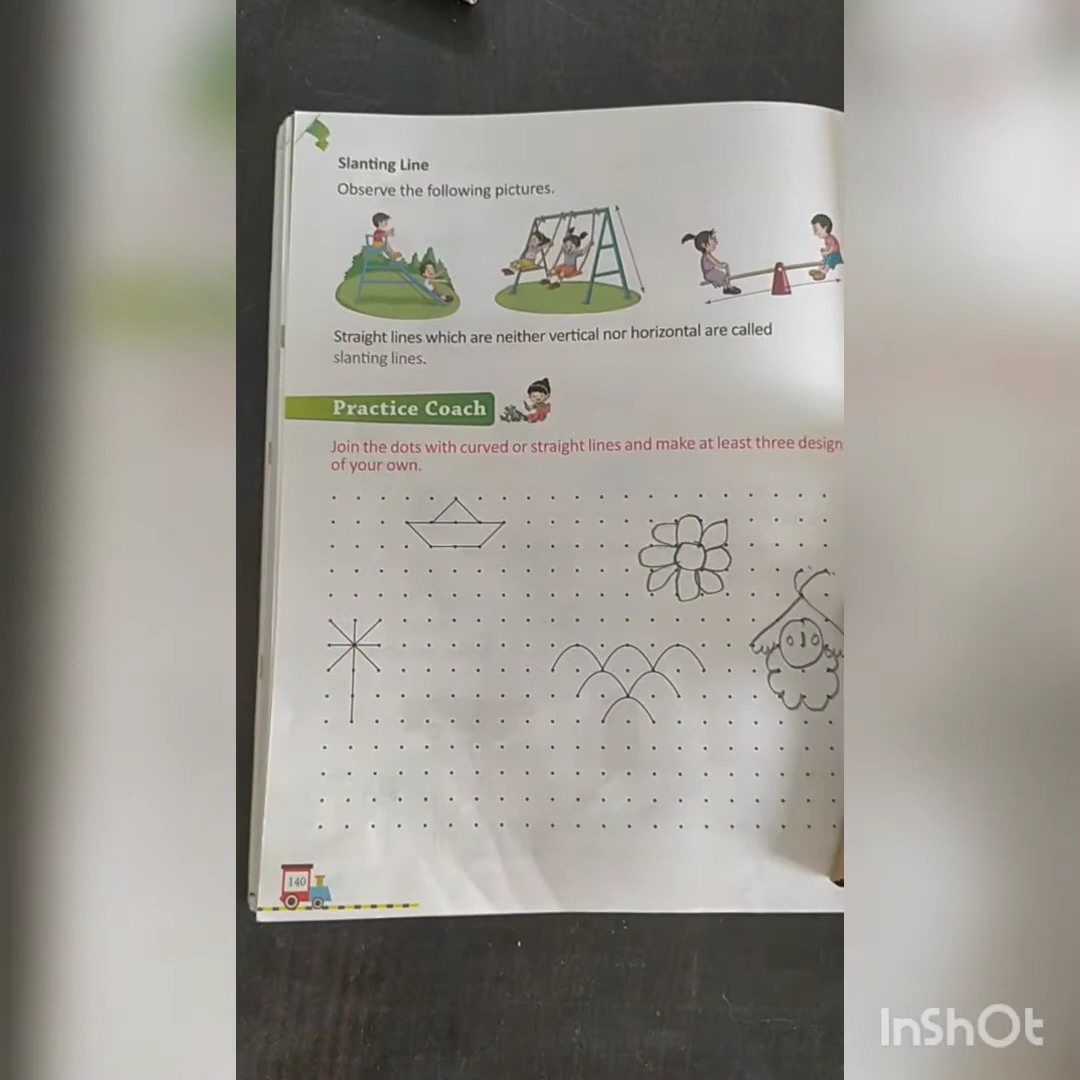 Slanting Line
Observe the following pictures.
Straight lines which are neither vertical nor horizontal are called
slanting lines.
Practice Coach
Join the dots with curved or straight lines and make at least three design
of your own.
140
InShOt